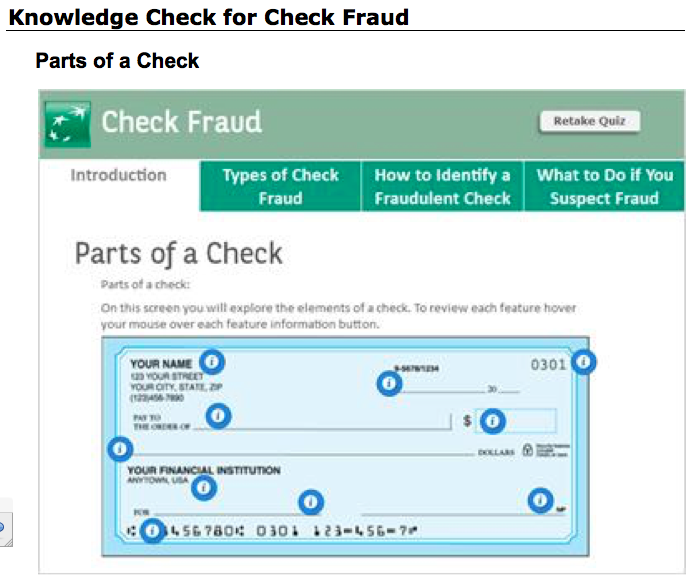 Knowledge Check for Check Fraud
Parts of a Check
Check Fraud
Retake Quiz
Introduction
Types of Check
Fraud
How to Identify a
Fraudulent Check
What to Do if You
Suspect Fraud
Parts of a Check
Parts of a check:
On this screen you will explore the elements of a check. To review each feature hover
your mouse over each feature information button.
YOUR NAME
123 YOUR STREET
YOUR CITY, STATE, ZIP
(123)456-7890
9-5678/1234
0301
20
PAY TO
THE ORDER OF
$
DOLLARS
YOUR FINANCIAL INSTITUTION
ANYTOWN, USA
FOR
MP
456780 0301 123-456-7